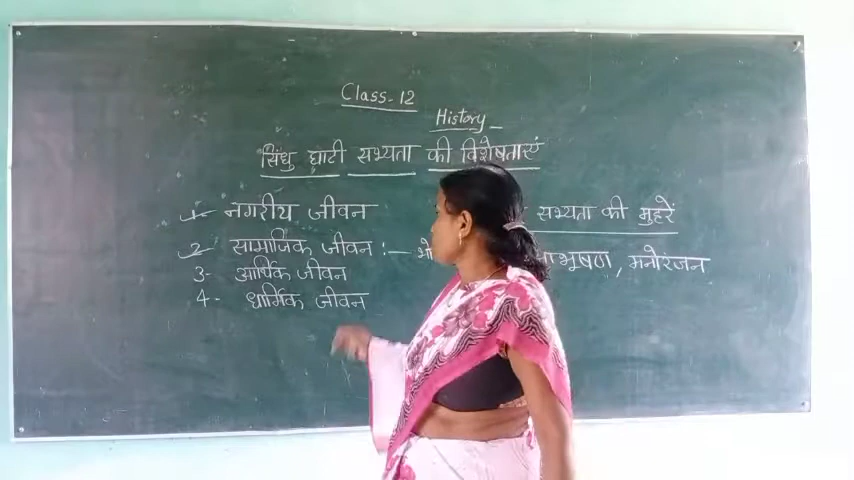 Class-12
History
सिंधु घाटी सभ्यता की विशेषताएं
1- नगरीय जीवन
सभ्यता की मुहरें
2- सामाजिक जीवन :- भो भूषण, मनोरंजन
3- आर्थिक जीवन
4- धार्मिक जीवन